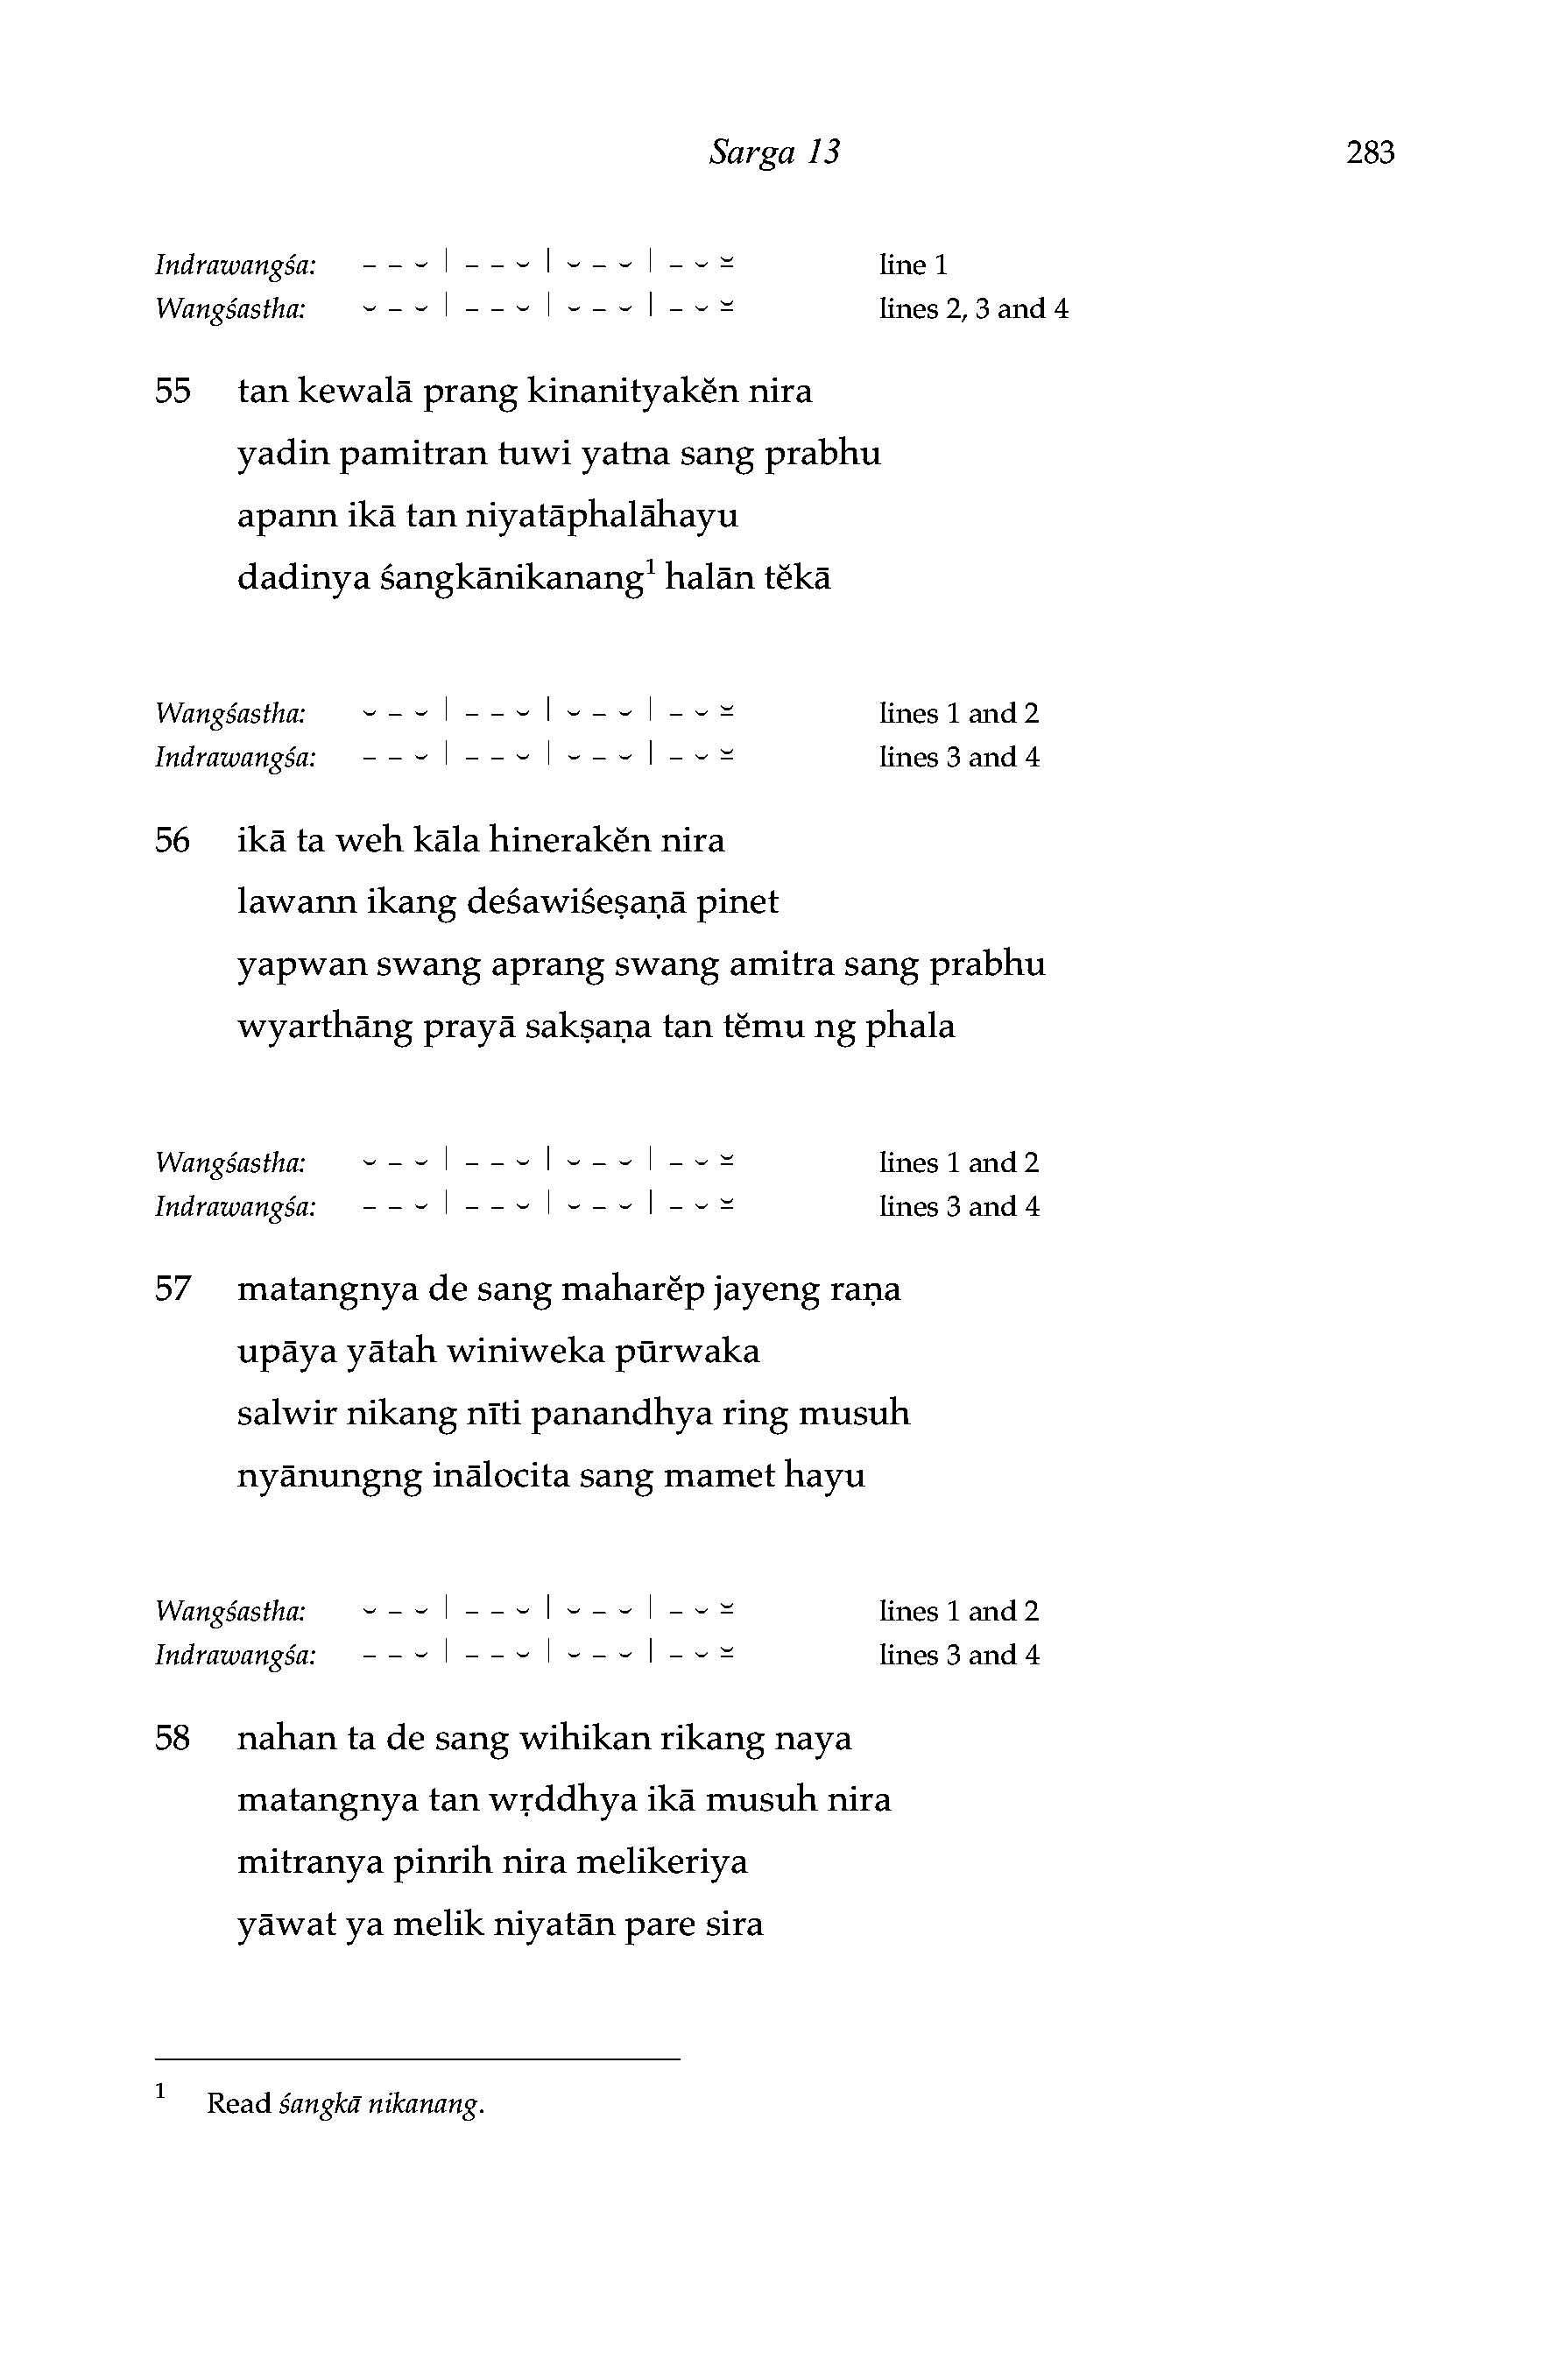 Sarga 13 283
Indrawangśa: – – ⏑ | – – ⏑ | ⏑ – ⏑ | – ⏑ ⏓ line 1
Wangśastha: ⏑ – ⏑ | – – ⏑ | ⏑ – ⏑ | – ⏑ ⏓ lines 2, 3 and 4
55 tan kewalā prang kinanityakĕn nira
yadin pamitran tuwi yatna sang prabhu
apann ikā tan niyatāphalāhayu
dadinya śangkānikanang¹ halān tĕkā
Wangśastha: ⏑ – ⏑ | – – ⏑ | ⏑ – ⏑ | – ⏑ ⏓ lines 1 and 2
Indrawangśa: – – ⏑ | – – ⏑ | ⏑ – ⏑ | – ⏑ ⏓ lines 3 and 4
56 ikā ta weh kāla hinerakĕn nira
lawann ikang deśawiśeṣaṇā pinet
yapwan swang aprang swang amitra sang prabhu
wyarthāng prayā sakṣaṇa tan tĕmu ng phala
Wangśastha: ⏑ – ⏑ | – – ⏑ | ⏑ – ⏑ | – ⏑ ⏓ lines 1 and 2
Indrawangśa: – – ⏑ | – – ⏑ | ⏑ – ⏑ | – ⏑ ⏓ lines 3 and 4
57 matangnya de sang maharĕp jayeng raṇa
upāya yātah winiweka pūrwaka
salwir nikang nīti panandhya ring musuh
nyānungng inālocita sang mamet hayu
Wangśastha: ⏑ – ⏑ | – – ⏑ | ⏑ – ⏑ | – ⏑ ⏓ lines 1 and 2
Indrawangśa: – – ⏑ | – – ⏑ | ⏑ – ⏑ | – ⏑ ⏓ lines 3 and 4
58 nahan ta de sang wihikan rikang naya
matangnya tan wṛddhya ikā musuh nira
mitranya pinrih nira melikeriya
yāwat ya melik niyatān pare sira
¹ Read śangkā nikanang.